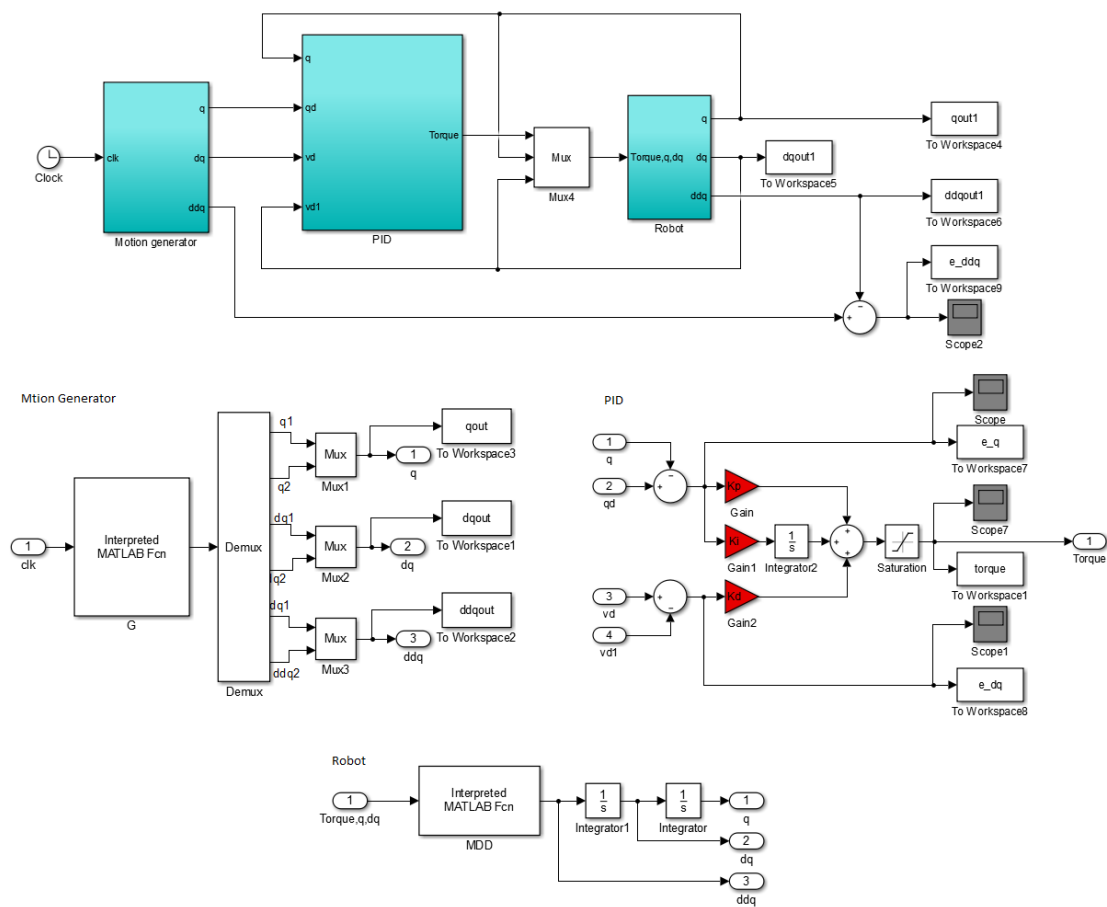 q
qd
vd
vd1
Torque
PID
clk
q
dq
ddq
Motion generator
Clock
Mux
Mux4
Torque,q,dq
q
dq
ddq
Robot
qout1
To Workspace4
dqout1
To Workspace5
ddqout1
To Workspace6
e_ddq
To Workspace9
−
+
Scope2
Mtion Generator
1
clk
Interpreted
MATLAB Fcn
G
Demux
Demux
q1
q2
dq1
dq2
dq1
ddq2
Mux
Mux1
Mux
Mux2
Mux
Mux3
qout
To Workspace3
1
q
dqout
To Workspace1
2
dq
ddqout
To Workspace2
3
ddq
PID
1
q
2
qd
−
+
Kp
Gain
Ki
Gain1
1
s
Integrator2
Kd
Gain2
3
vd
4
vd1
+
−
+
+
+
Saturation
Scope
e_q
To Workspace7
Scope7
1
Torque
torque
To Workspace1
Scope1
e_dq
To Workspace8
Robot
1
Torque,q,dq
Interpreted
MATLAB Fcn
MDD
1
s
Integrator1
1
s
Integrator
1
q
2
dq
3
ddq